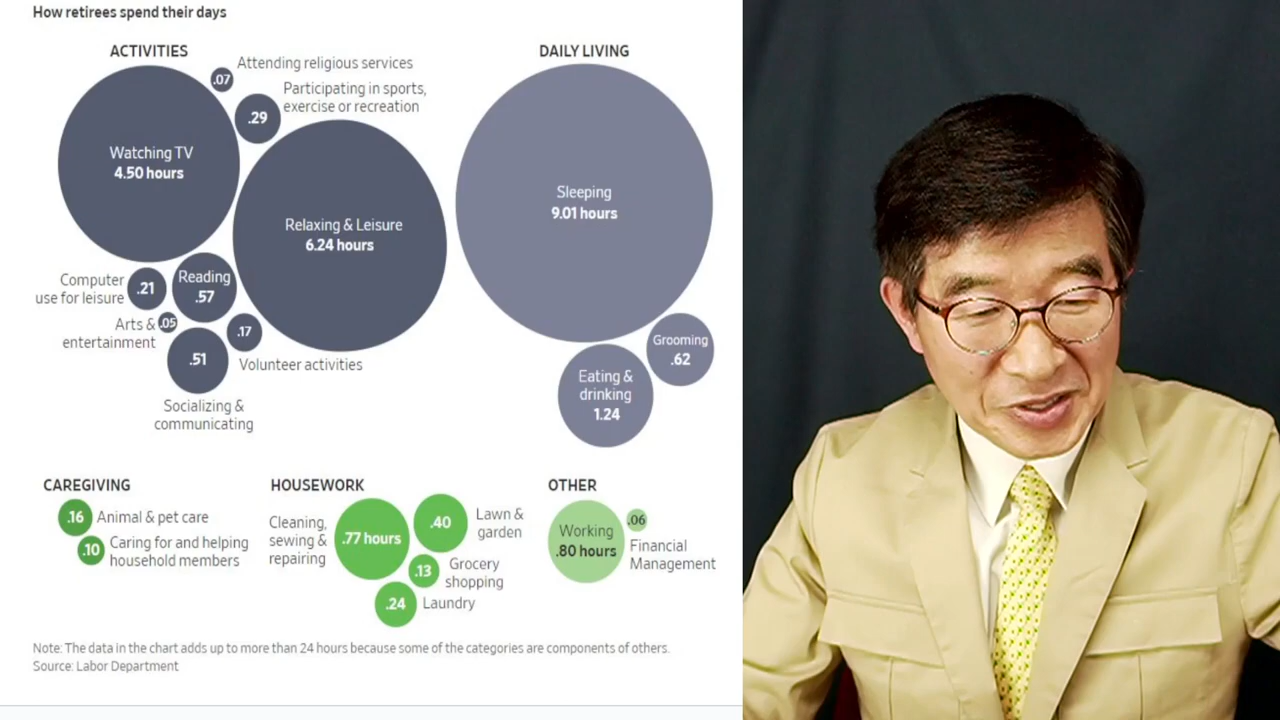 How retirees spend their days
ACTIVITIES
.07
Attending religious services
.29
Participating in sports,
exercise or recreation
Watching TV
4.50 hours
Relaxing & Leisure
6.24 hours
Computer
use for leisure
.21
Reading
.57
Arts &
entertainment
.05
.17
Volunteer activities
.51
Socializing &
communicating
DAILY LIVING
Sleeping
9.01 hours
Grooming
.62
Eating &
drinking
1.24
CAREGIVING
.16
Animal & pet care
.10
Caring for and helping
household members
HOUSEWORK
Cleaning,
sewing &
repairing
.77 hours
.40
Lawn &
garden
.13
Grocery
shopping
.24
Laundry
OTHER
Working
.80 hours
.06
Financial
Management
Note: The data in the chart adds up to more than 24 hours because some of the categories are components of others.
Source: Labor Department